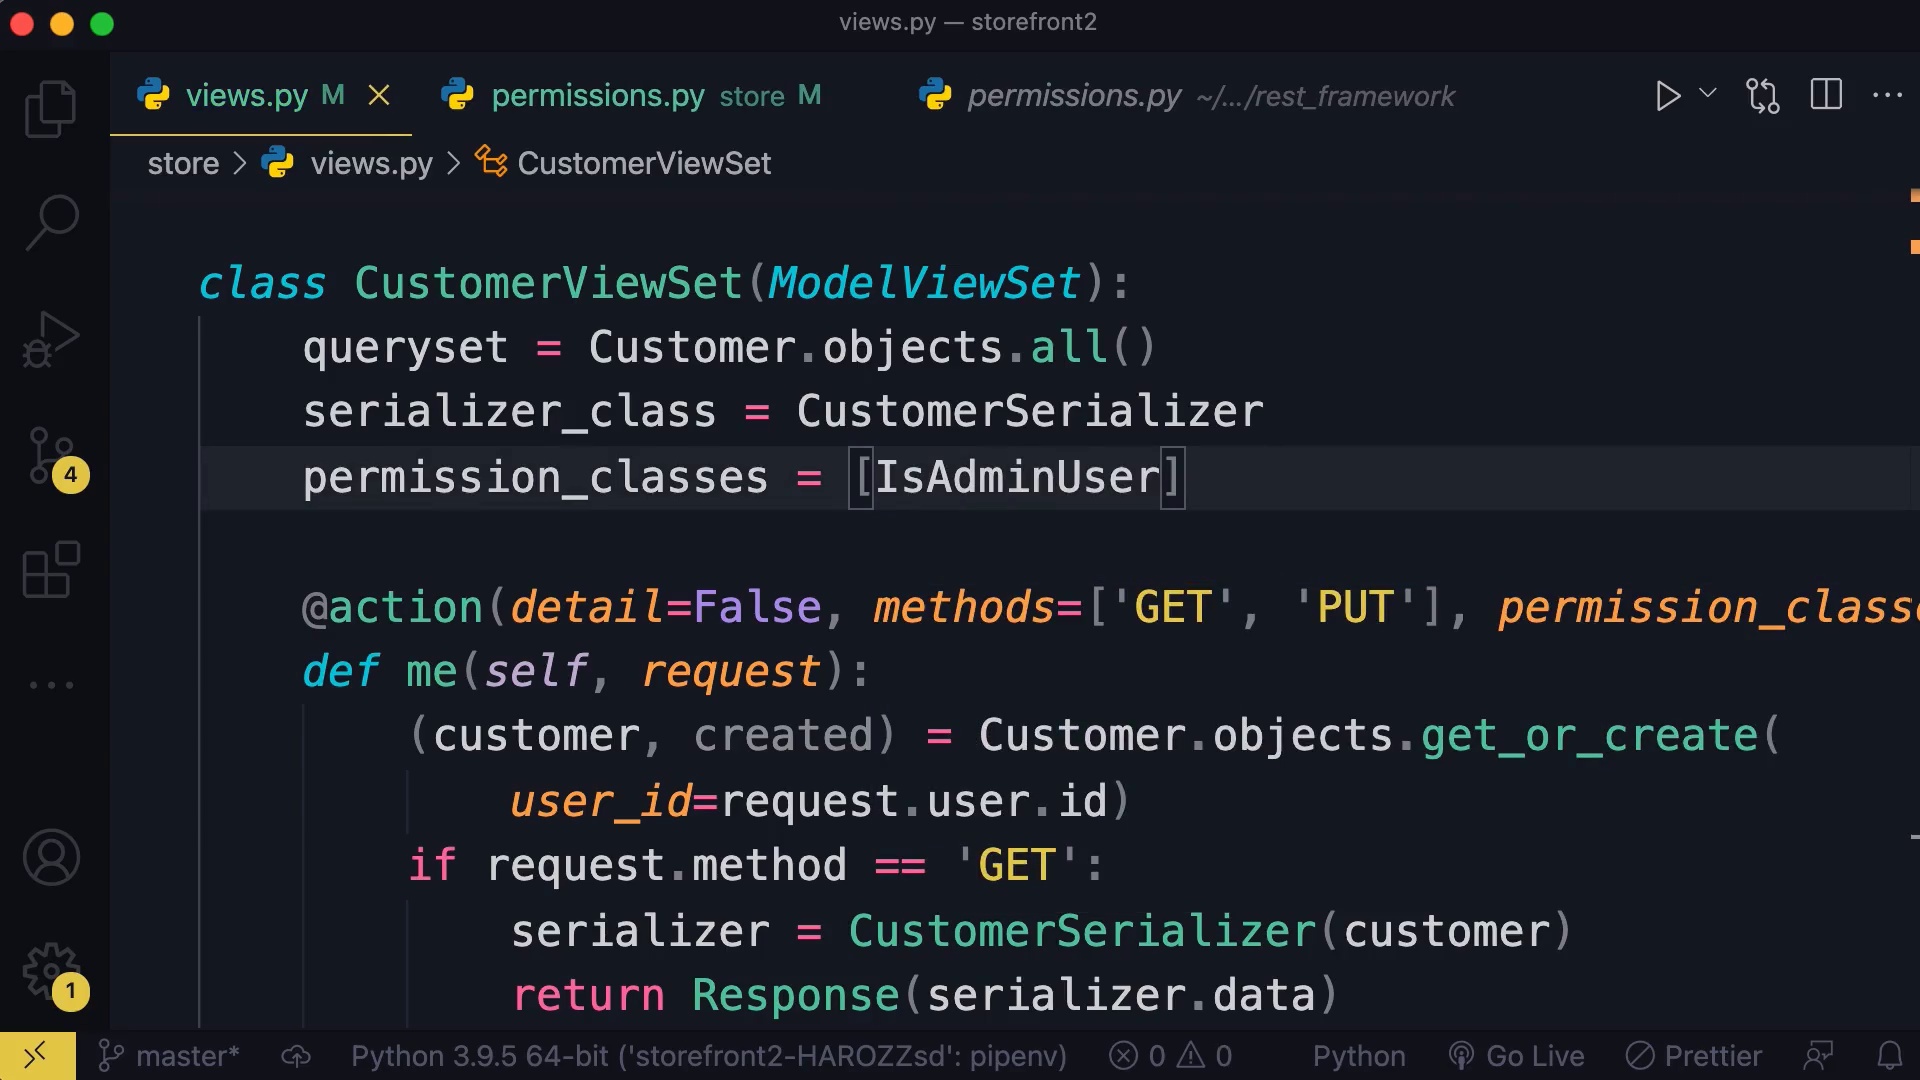 views.py — storefront2
views.py M permissions.py store M permissions.py ~/.../rest_framework
store > views.py > CustomerViewSet
class CustomerViewSet(ModelViewSet):
queryset = Customer.objects.all()
serializer_class = CustomerSerializer
permission_classes = [IsAdminUser]
@action(detail=False, methods=['GET', 'PUT'], permission_classe
def me(self, request):
(customer, created) = Customer.objects.get_or_create(
user_id=request.user.id)
if request.method == 'GET':
serializer = CustomerSerializer(customer)
return Response(serializer.data)
4
1
master* Python 3.9.5 64-bit ('storefront2-HAROZZsd': pipenv) 0 0 Python Go Live Prettier